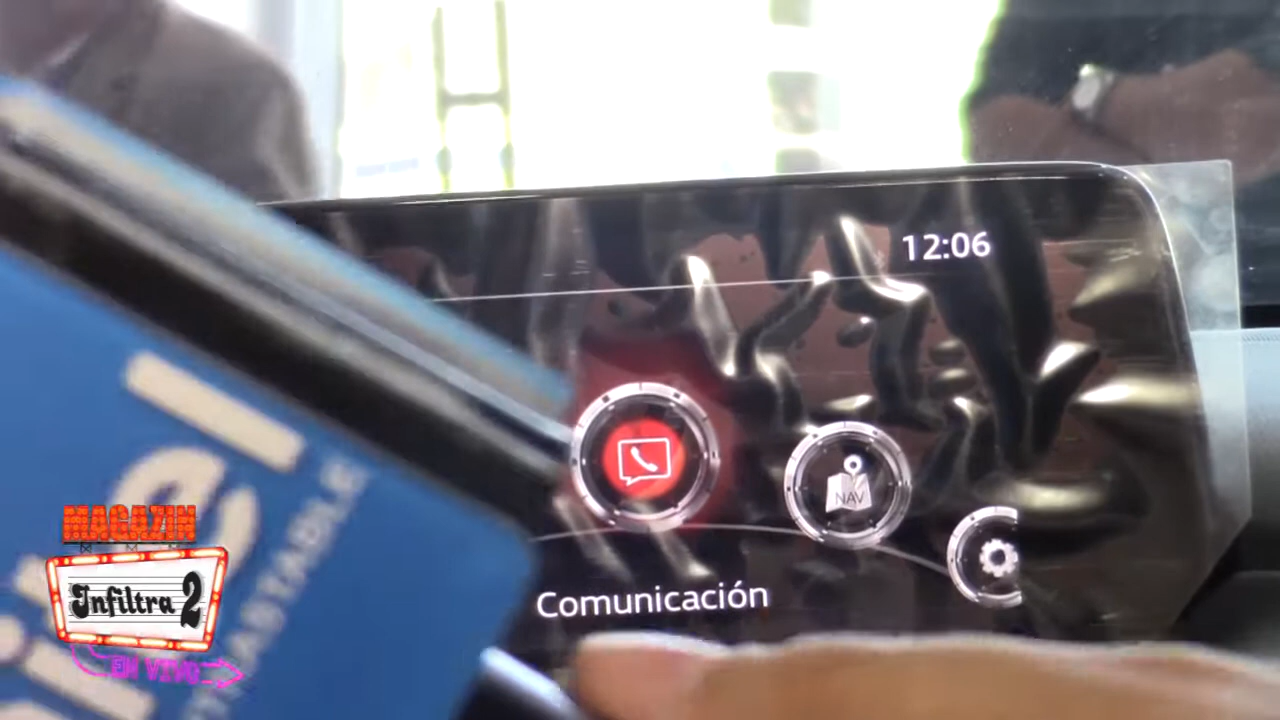 12:06
NAV
Comunicación
MAGAZIN
Infiltra 2
EN VIVO